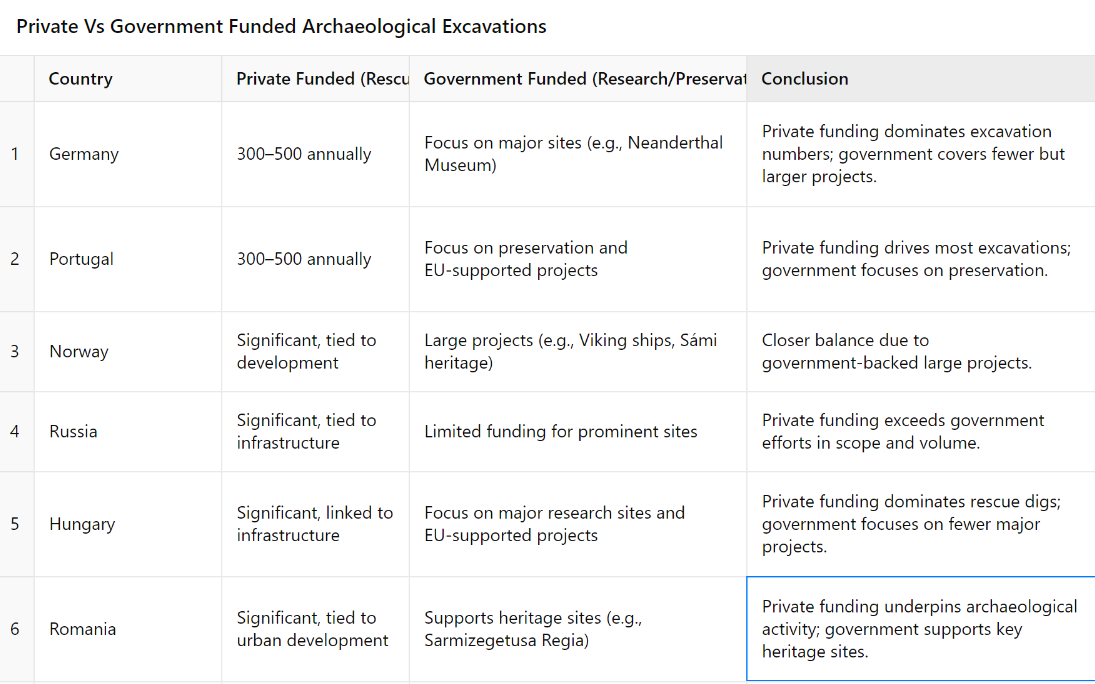 Private Vs Government Funded Archaeological Excavations
Country
Private Funded (Rescu
Government Funded (Research/Preservat
Conclusion
1
Germany
300–500 annually
Focus on major sites (e.g., Neanderthal
Museum)
Private funding dominates excavation
numbers; government covers fewer but
larger projects.
2
Portugal
300–500 annually
Focus on preservation and
EU-supported projects
Private funding drives most excavations;
government focuses on preservation.
3
Norway
Significant, tied to
development
Large projects (e.g., Viking ships, Sámi
heritage)
Closer balance due to
government-backed large projects.
4
Russia
Significant, tied to
infrastructure
Limited funding for prominent sites
Private funding exceeds government
efforts in scope and volume.
5
Hungary
Significant, linked to
infrastructure
Focus on major research sites and
EU-supported projects
Private funding dominates rescue digs;
government focuses on fewer major
projects.
6
Romania
Significant, tied to
urban development
Supports heritage sites (e.g.,
Sarmizegetusa Regia)
Private funding underpins archaeological
activity; government supports key
heritage sites.